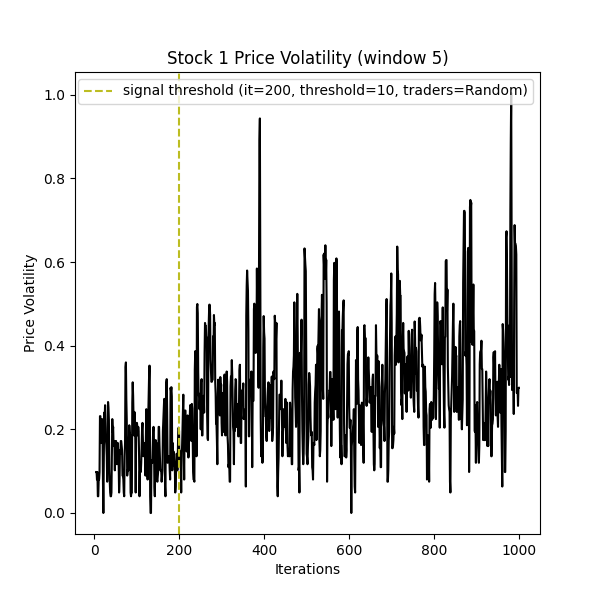 Stock 1 Price Volatility (window 5)
signal threshold (it=200, threshold=10, traders=Random)
1.0
0.8
0.6
0.4
0.2
0.0
Price Volatility
0 200 400 600 800 1000
Iterations